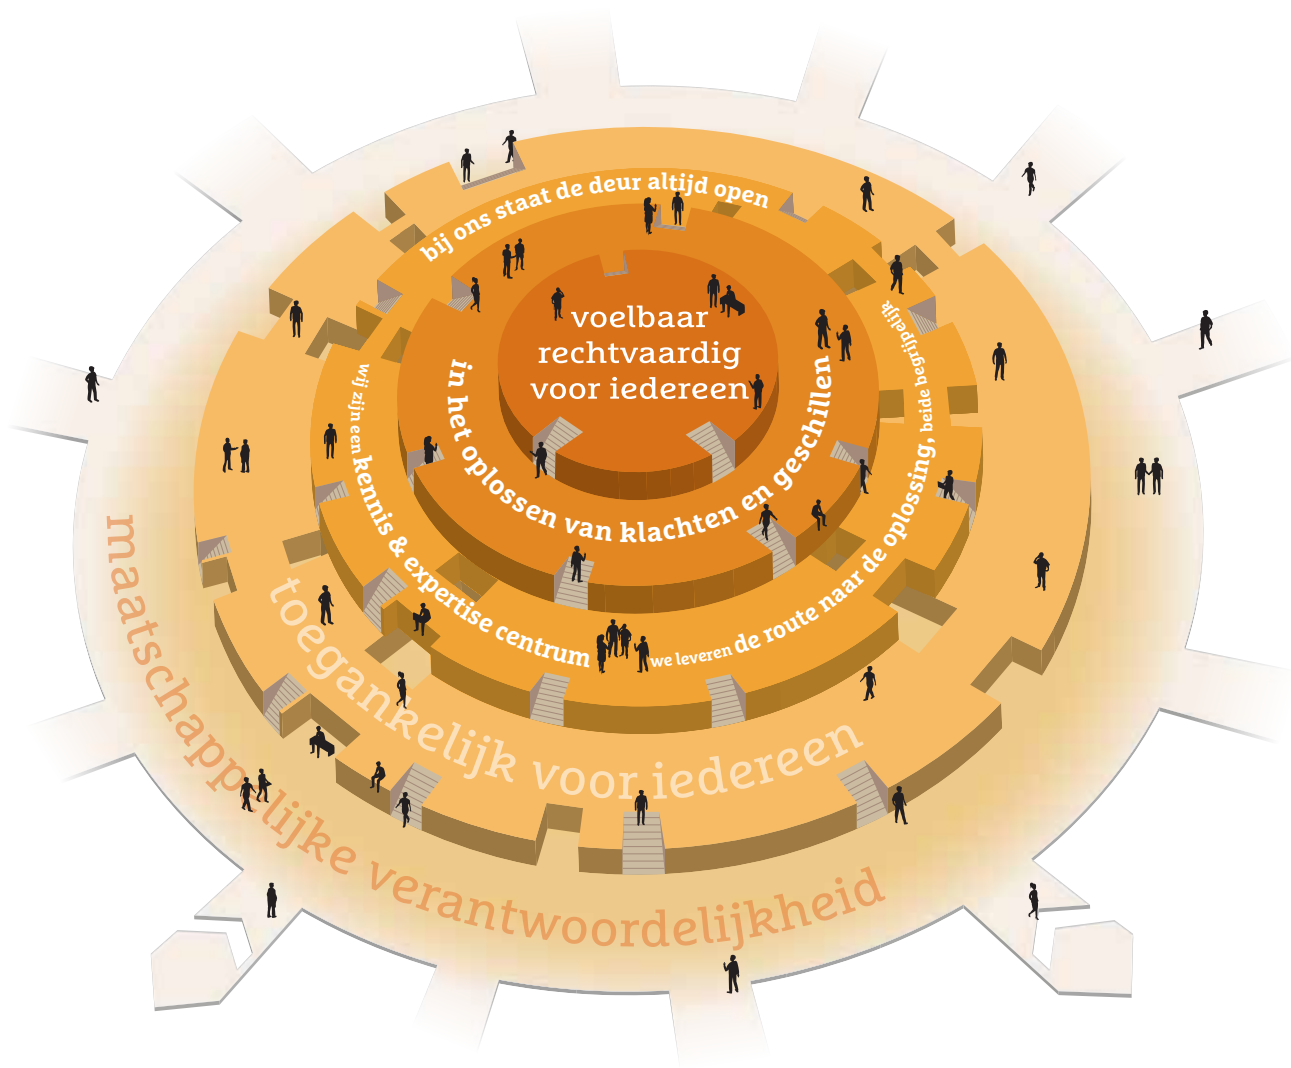 bij ons staat de deur altijd open
voelbaar
rechtvaardig
voor iedereen
in het oplossen van klachten en geschillen
wij zijn een kennis & expertise centrum
we leveren de route naar de oplossing, beide begrijpelijk
toegankelijk voor iedereen
maatschappelijke verantwoordelijkheid